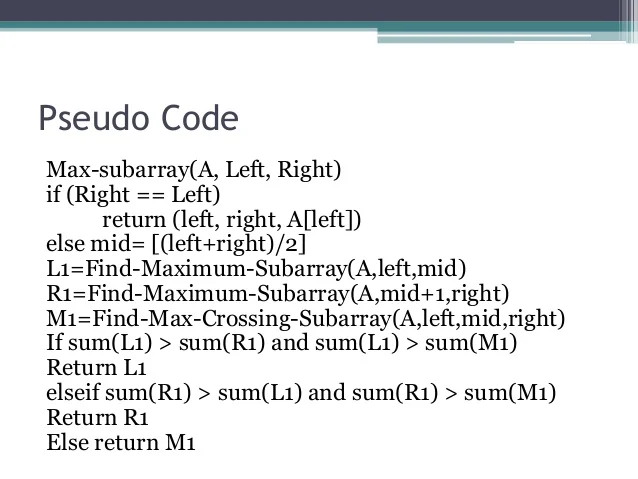 Pseudo Code
Max-subarray(A, Left, Right)
if (Right == Left)
return (left, right, A[left])
else mid= [(left+right)/2]
L1=Find-Maximum-Subarray(A,left,mid)
R1=Find-Maximum-Subarray(A,mid+1,right)
M1=Find-Max-Crossing-Subarray(A,left,mid,right)
If sum(L1) > sum(R1) and sum(L1) > sum(M1)
Return L1
elseif sum(R1) > sum(L1) and sum(R1) > sum(M1)
Return R1
Else return M1